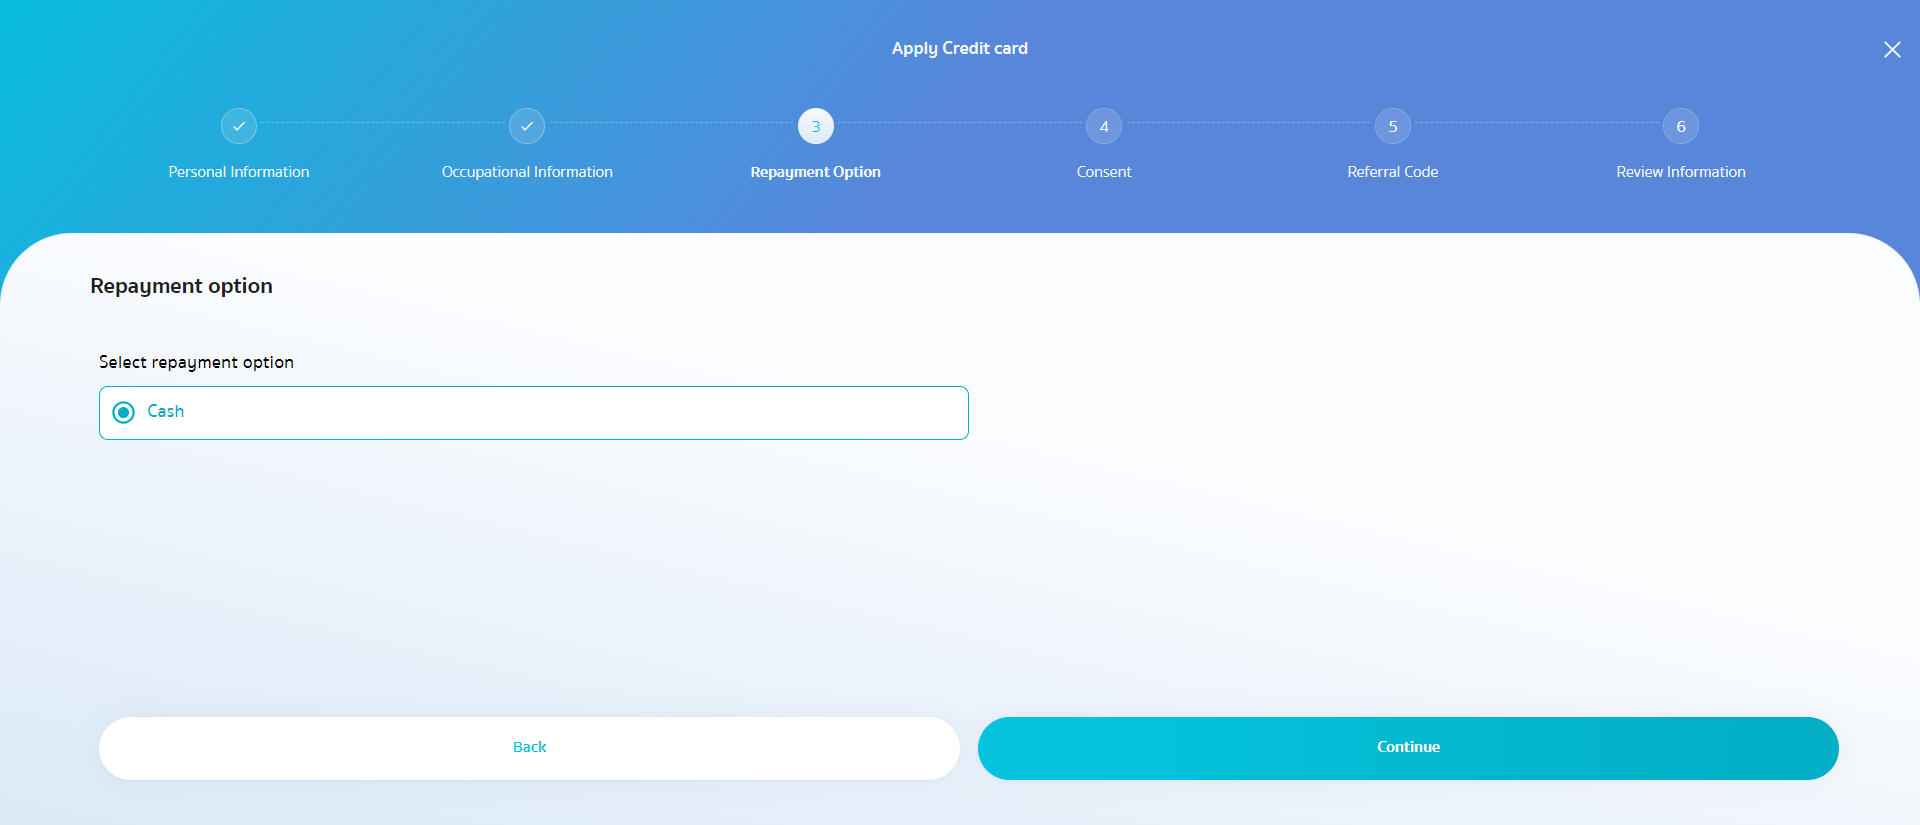 Apply Credit card
3
4
5
6
Personal Information
Occupational Information
Repayment Option
Consent
Referral Code
Review Information
Repayment option
Select repayment option
Cash
Back
Continue